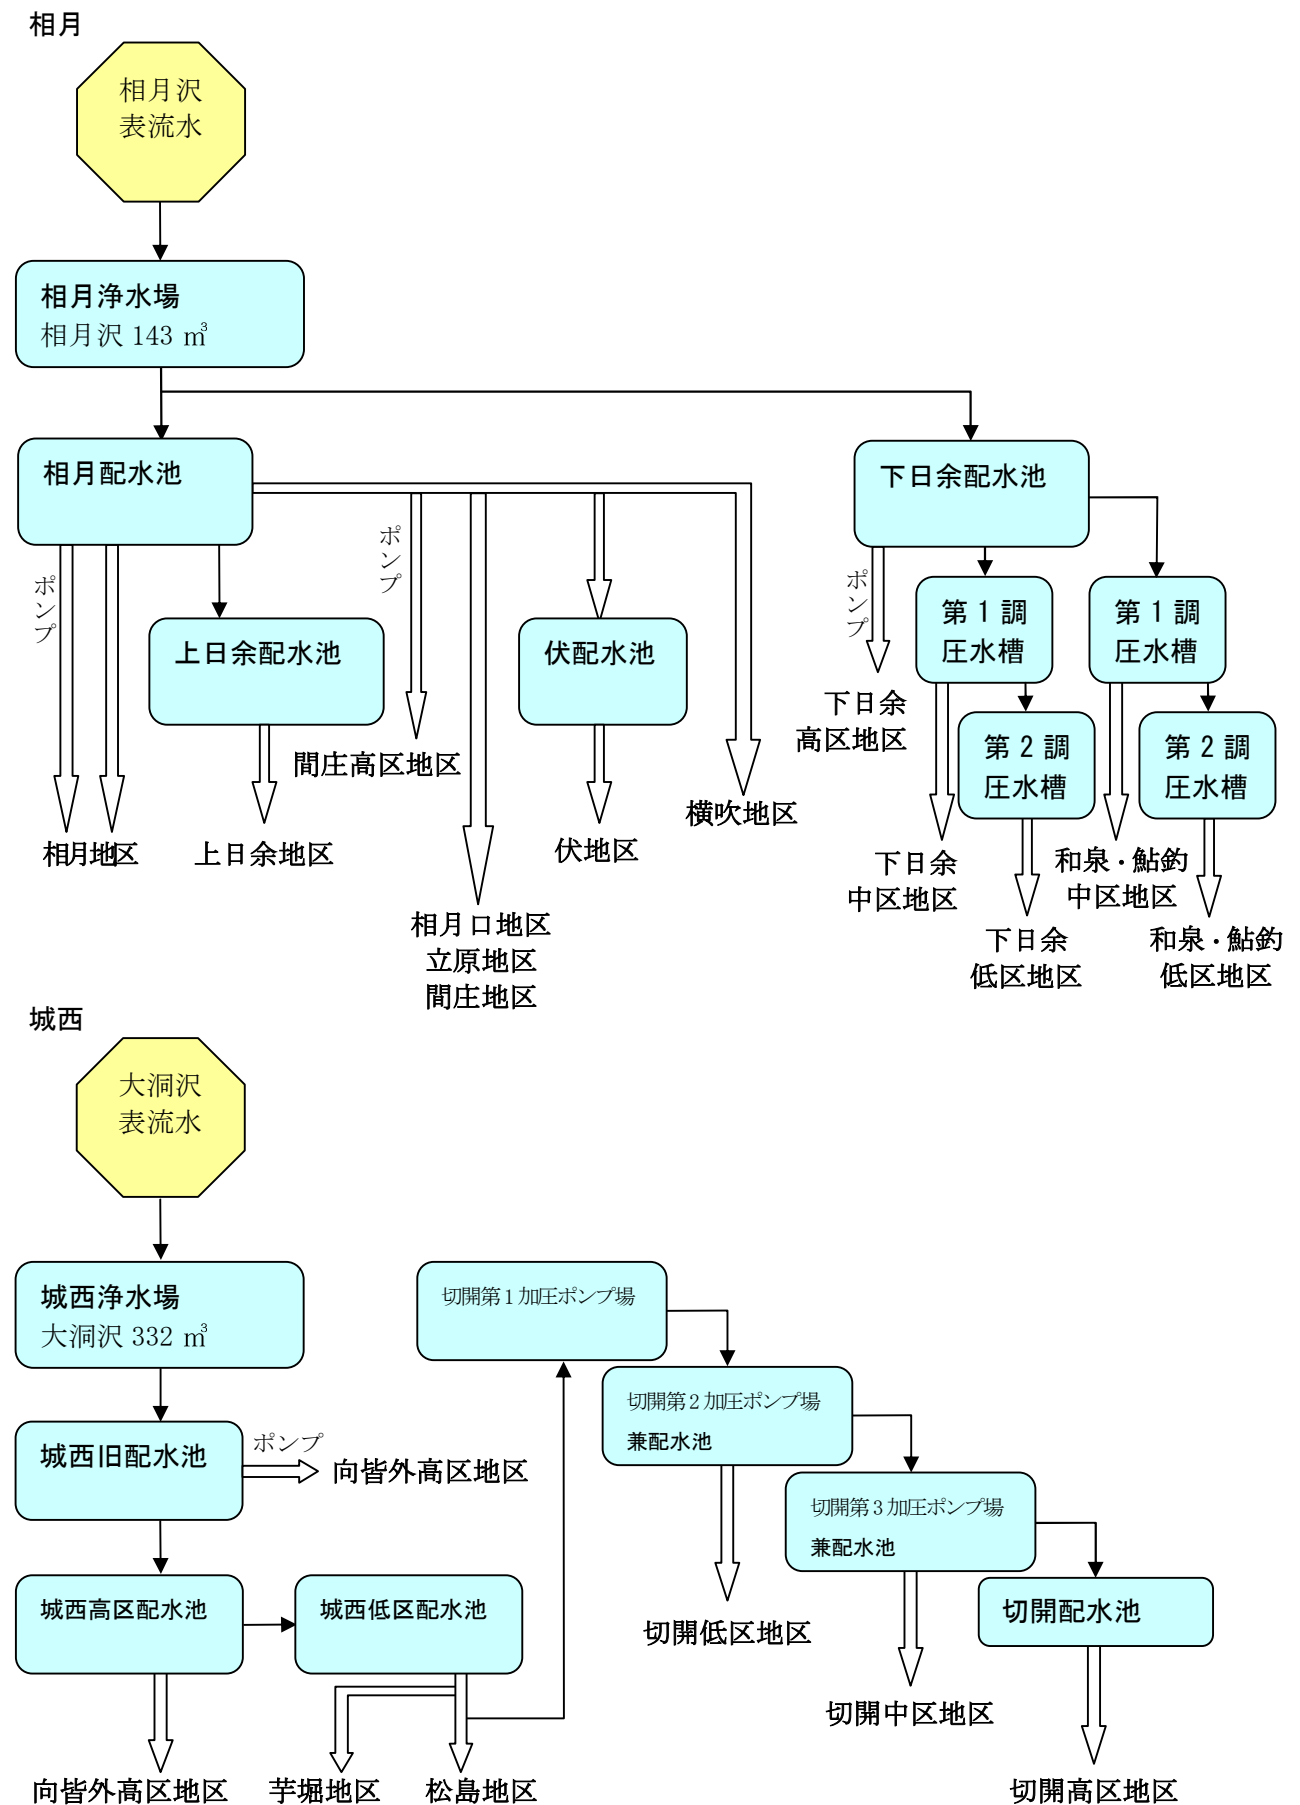 相月
相月沢
表流水
相月浄水場
相月沢 143 ㎥
相月配水池
下日余配水池
ポンプ
ポンプ
ポンプ
上日余配水池
伏配水池
第１調
圧水槽
第１調
圧水槽
第２調
圧水槽
第２調
圧水槽
下日余
高区地区
間庄高区地区
横吹地区
相月地区
上日余地区
伏地区
下日余
中区地区
和泉・鮎釣
中区地区
相月口地区
立原地区
間庄地区
下日余
低区地区
和泉・鮎釣
低区地区
城西
大洞沢
表流水
城西浄水場
大洞沢 332 ㎥
切開第１加圧ポンプ場
切開第２加圧ポンプ場
兼配水池
城西旧配水池
ポンプ
向皆外高区地区
切開第３加圧ポンプ場
兼配水池
城西高区配水池
城西低区配水池
切開配水池
切開低区地区
切開中区地区
向皆外高区地区
芋堀地区
松島地区
切開高区地区